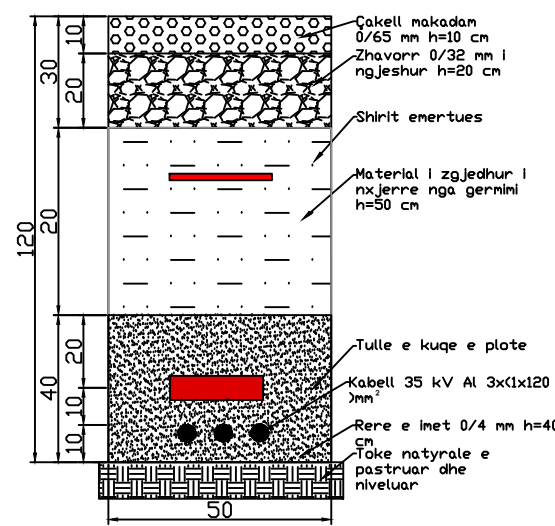 Çakell makadam
0/65 mm h=10 cm
Zhavorr 0/32 mm i
ngjeshur h=20 cm
Shirit emertues
Material i zgjedhur i
nxjerre nga germimi
h=50 cm
Tulle e kuqe e plote
Kabell 35 kV Al 3x(1x120
)mm²
Rere e imet 0/4 mm h=40
cm
Toke natyrale e
pastruar dhe
niveluar
120
30
20
40
10
20
20
10
10
50